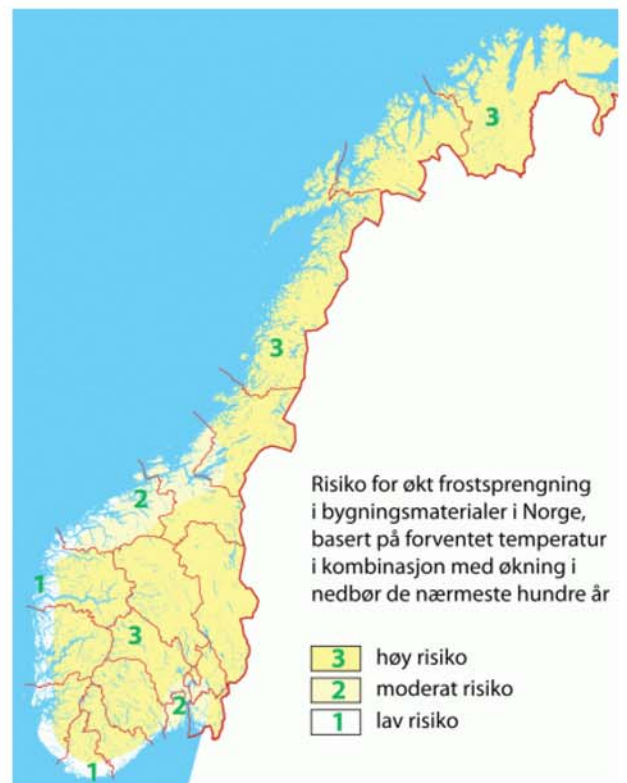 3
3
2
1
3
2
1
Risiko for økt frostsprengning
i bygningsmaterialer i Norge,
basert på forventet temperatur
i kombinasjon med økning i
nedbør de nærmeste hundre år
3 høy risiko
2 moderat risiko
1 lav risiko